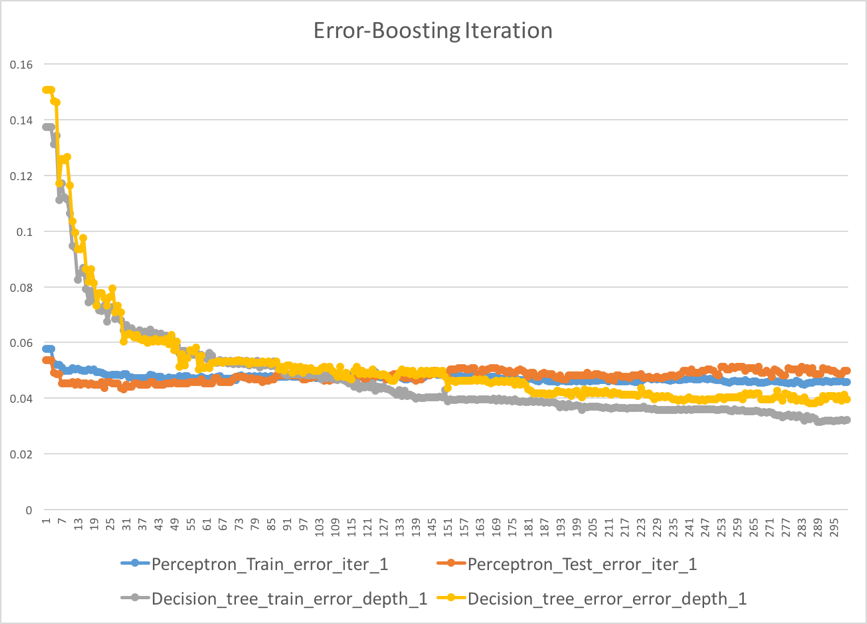 Error-Boosting Iteration
0.16
0.14
0.12
0.1
0.08
0.06
0.04
0.02
0
1 7 13 19 25 31 37 43 49 55 61 67 73 79 85 91 97 103 109 115 121 127 133 139 145 151 157 163 169 175 181 187 193 199 205 211 217 223 229 235 241 247 253 259 265 271 277 283 289 295
Perceptron_Train_error_iter_1 Perceptron_Test_error_iter_1
Decision_tree_train_error_depth_1 Decision_tree_error_error_depth_1